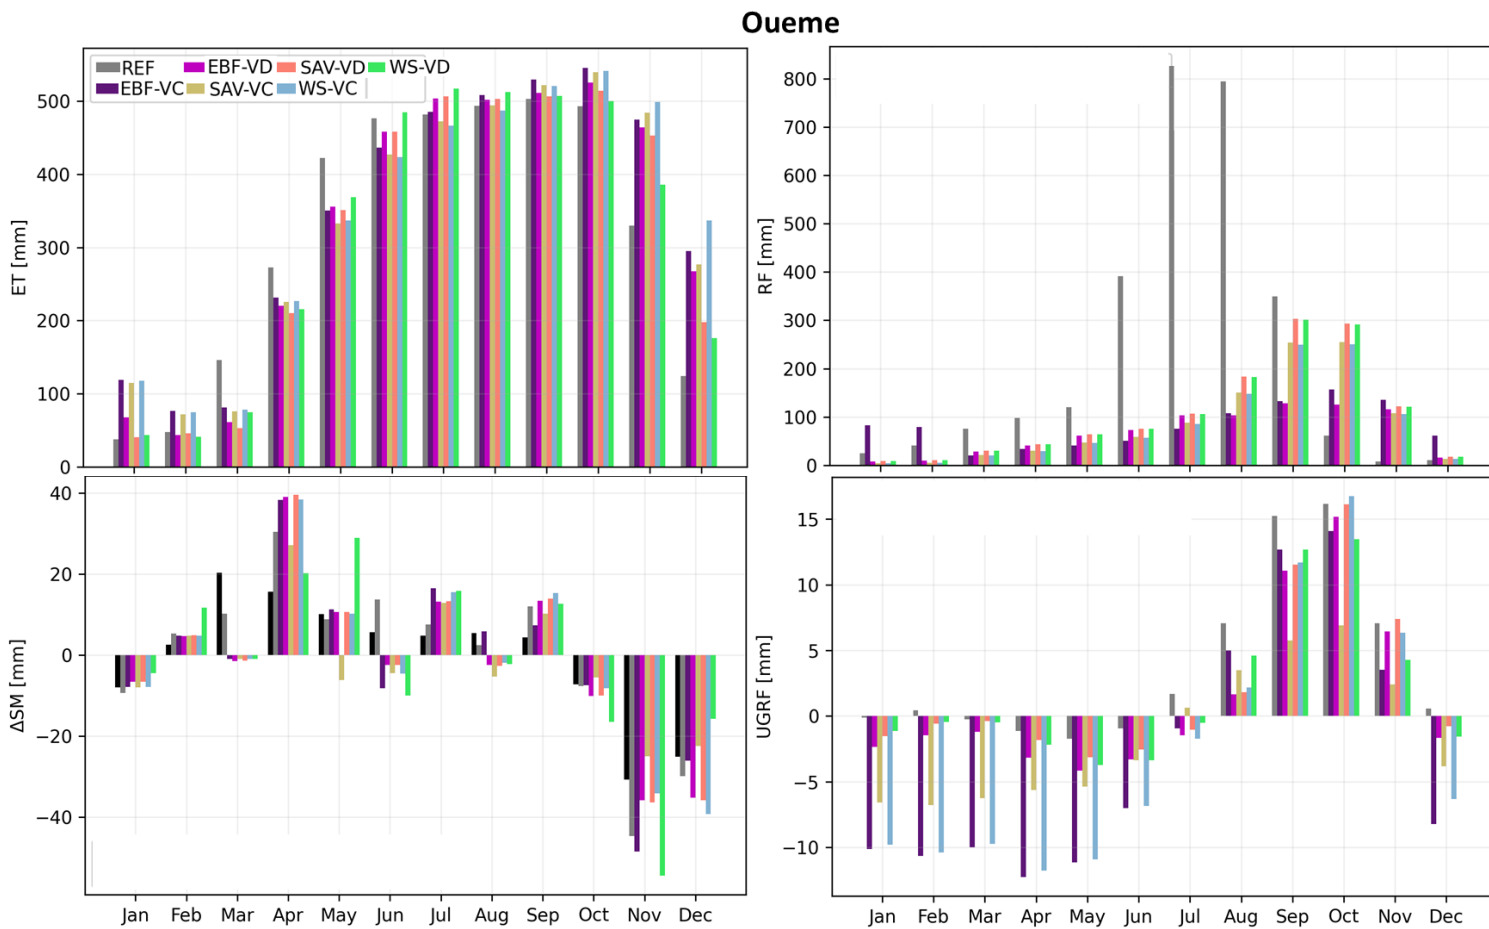 Oueme
REF EBF-VD SAV-VD WS-VD
EBF-VC SAV-VC WS-VC
ET [mm]
500
400
300
200
100
0
RF [mm]
800
700
600
500
400
300
200
100
0
ΔSM [mm]
40
20
0
−20
−40
Jan Feb Mar Apr May Jun Jul Aug Sep Oct Nov Dec
UGRF [mm]
15
10
5
0
−5
−10
Jan Feb Mar Apr May Jun Jul Aug Sep Oct Nov Dec